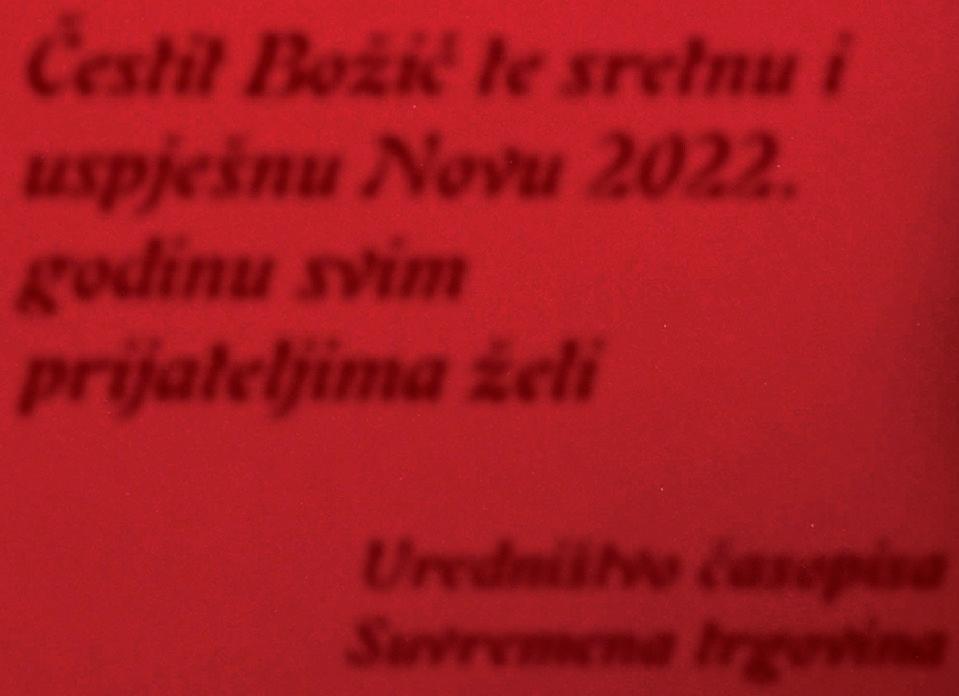 Čestit Božić te sretnu i
uspješnu Novu 2022.
godinu svim
prijateljima želi
Uredništvo časopisa
Suvremena trgovina